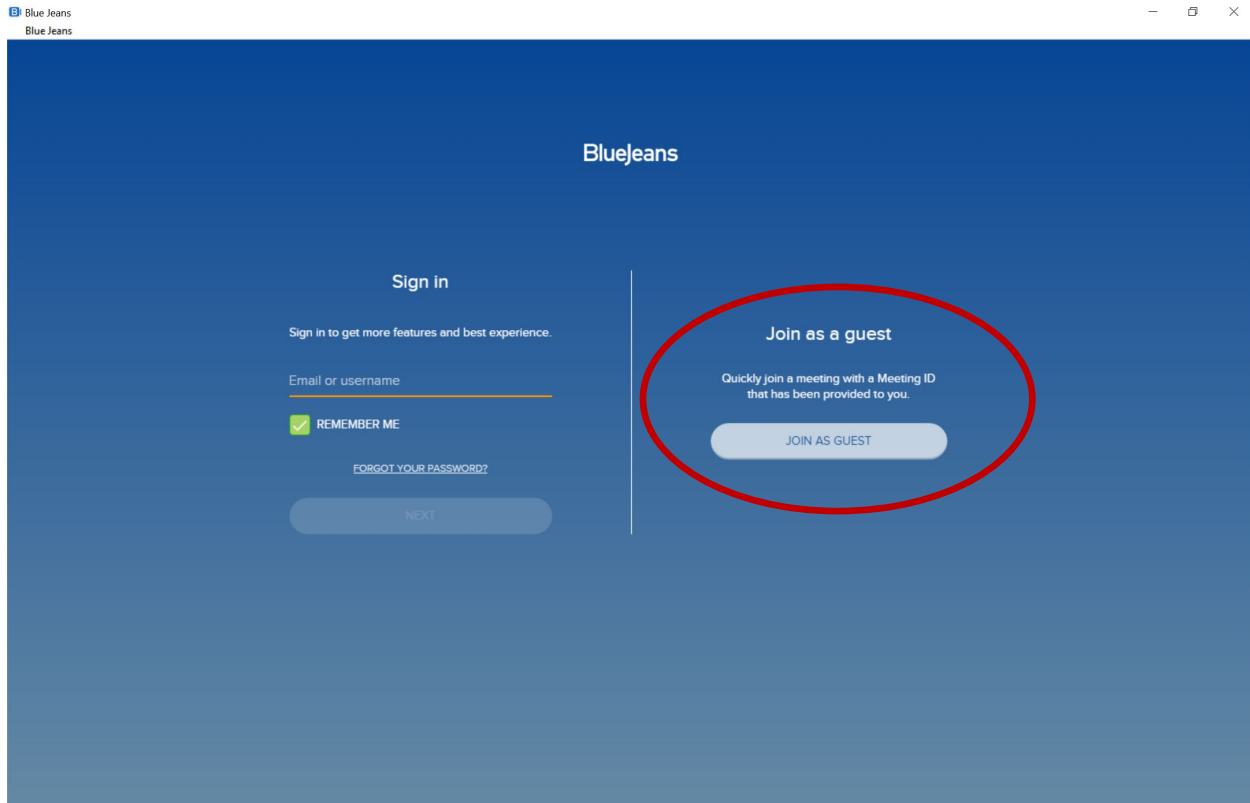 Blue Jeans
Blue Jeans
BlueJeans
Sign in
Sign in to get more features and best experience.
Email or username
REMEMBER ME
FORGOT YOUR PASSWORD?
NEXT
Join as a guest
Quickly join a meeting with a Meeting ID
that has been provided to you.
JOIN AS GUEST